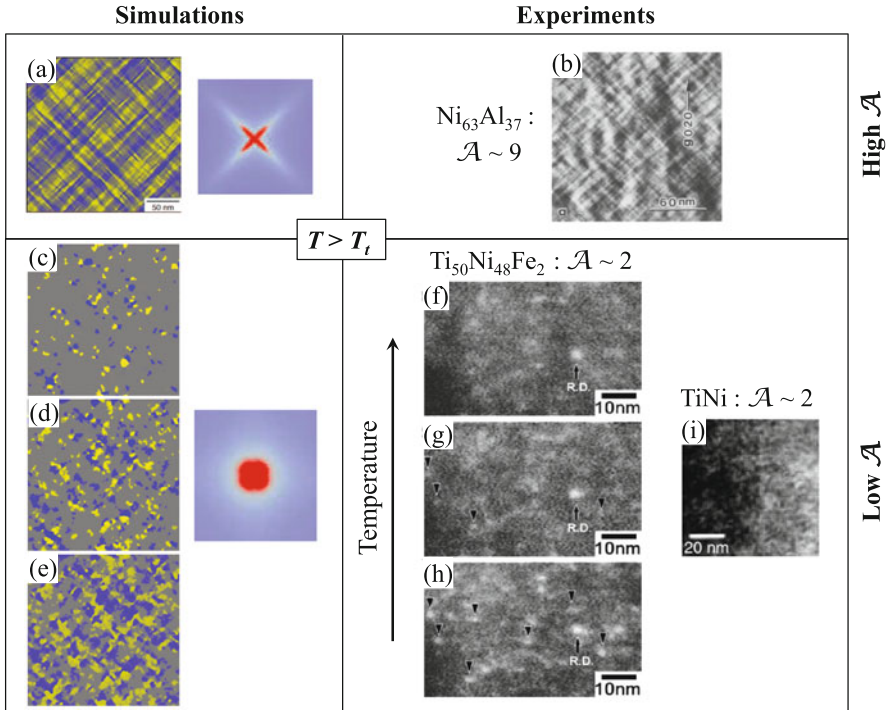 Simulations
Experiments
(a)
50 nm
(b)
g020
a
60 nm
Ni63Al37 :
𝒜 ~ 9
High 𝒜
T > Tt
(c)
(d)
(e)
Temperature
Ti50Ni48Fe2 : 𝒜 ~ 2
(f)
R.D.
10nm
(g)
R.D.
10nm
(h)
R.D.
10nm
TiNi : 𝒜 ~ 2
(i)
20 nm
Low 𝒜